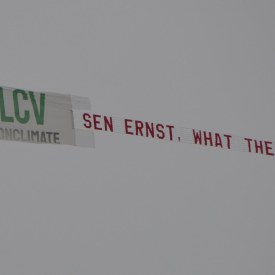 LCV
ONCLIMATE
SEN ERNST, WHAT THE